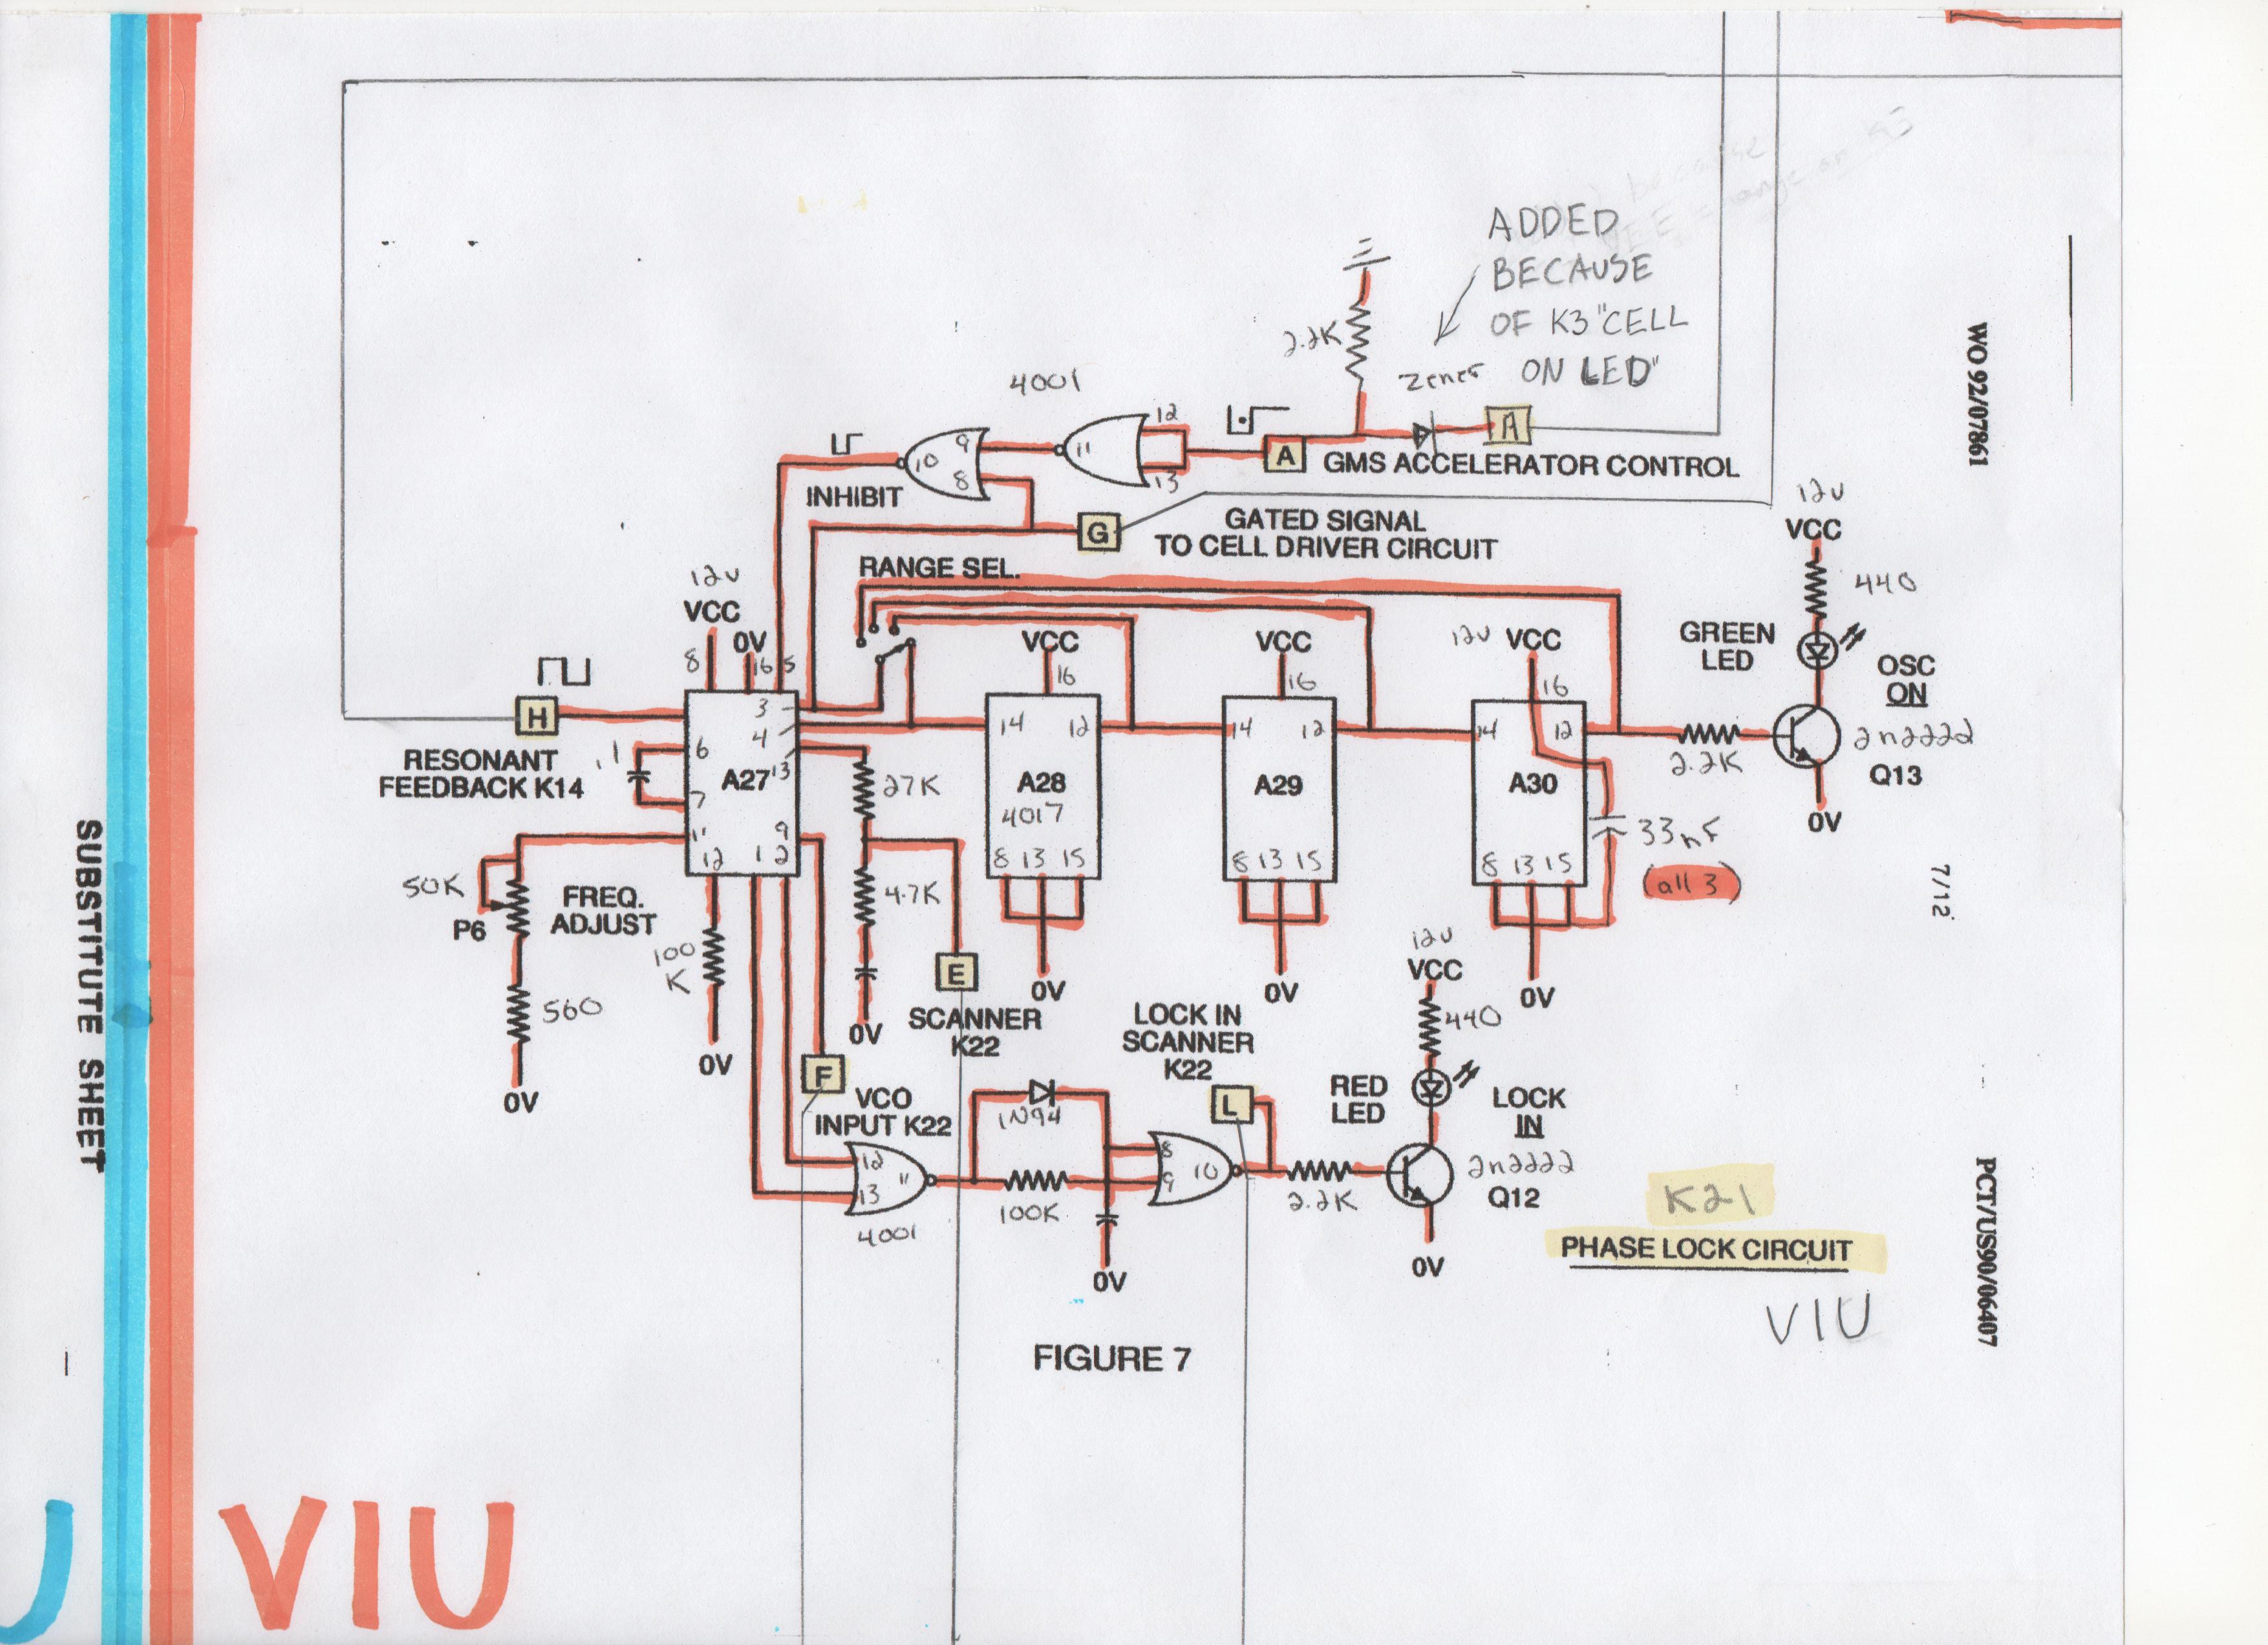 ADDED
BECAUSE
OF K3 "CELL
ON LED"
2.2K
Zener
4001
12
11
13
9
10
8
A
A
GMS ACCELERATOR CONTROL
INHIBIT
G
GATED SIGNAL
TO CELL DRIVER CIRCUIT
RANGE SEL.
12v
VCC
0V
8
16
5
H
RESONANT
FEEDBACK K14
.1
6
7
11
12
1
2
9
13
4
3
A27
50K
P6
FREQ.
ADJUST
560
0V
100
K
0V
27K
4.7K
0V
E
SCANNER
K22
F
VCO
INPUT K22
VCC
16
14
12
A28
4017
8 13 15
0V
VCC
16
14
12
A29
8 13 15
0V
12v VCC
16
14
12
A30
8 13 15
0V
33nF
(all 3)
12v
VCC
440
GREEN
LED
OSC
ON
2n2222
Q13
2.2K
0V
12
11
13
4001
1N94
100K
0V
8
10
9
LOCK IN
SCANNER
K22
L
2.2K
12v
VCC
440
RED
LED
LOCK
IN
2n2222
Q12
0V
K21
PHASE LOCK CIRCUIT
VIU
FIGURE 7
WO 92/07861
7/12
PCT/US90/06407
SUBSTITUTE SHEET
U
VIU